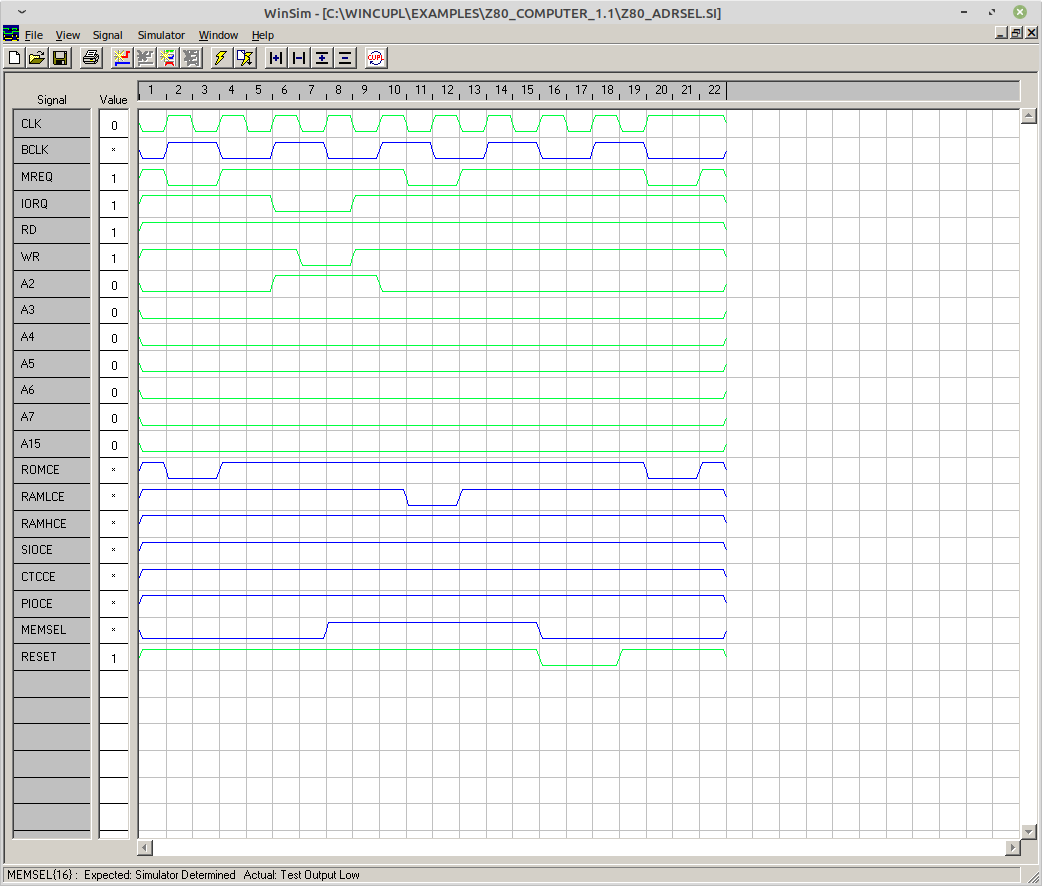 WinSim - [C:\WINCUPL\EXAMPLES\Z80_COMPUTER_1.1\Z80_ADRSEL.SI]
File View Signal Simulator Window Help
CUPL
Signal Value 1 2 3 4 5 6 7 8 9 10 11 12 13 14 15 16 17 18 19 20 21 22
CLK 0
BCLK *
MREQ 1
IORQ 1
RD 1
WR 1
A2 0
A3 0
A4 0
A5 0
A6 0
A7 0
A15 0
ROMCE *
RAMLCE *
RAMHCE *
SIOCE *
CTCCE *
PIOCE *
MEMSEL *
RESET 1
MEMSEL{16} : Expected: Simulator Determined Actual: Test Output Low